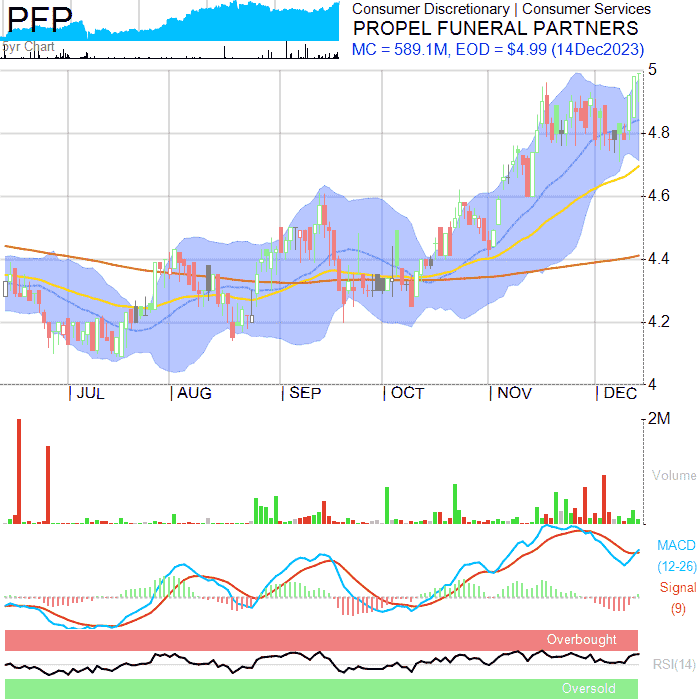 PFP
5yr Chart
Consumer Discretionary | Consumer Services
PROPEL FUNERAL PARTNERS
MC = 589.1M, EOD = $4.99 (14Dec2023)
5
4.8
4.6
4.4
4.2
4
JUL AUG SEP OCT NOV DEC
2M
Volume
MACD
(12-26)
Signal
(9)
Overbought
RSI(14)
Oversold